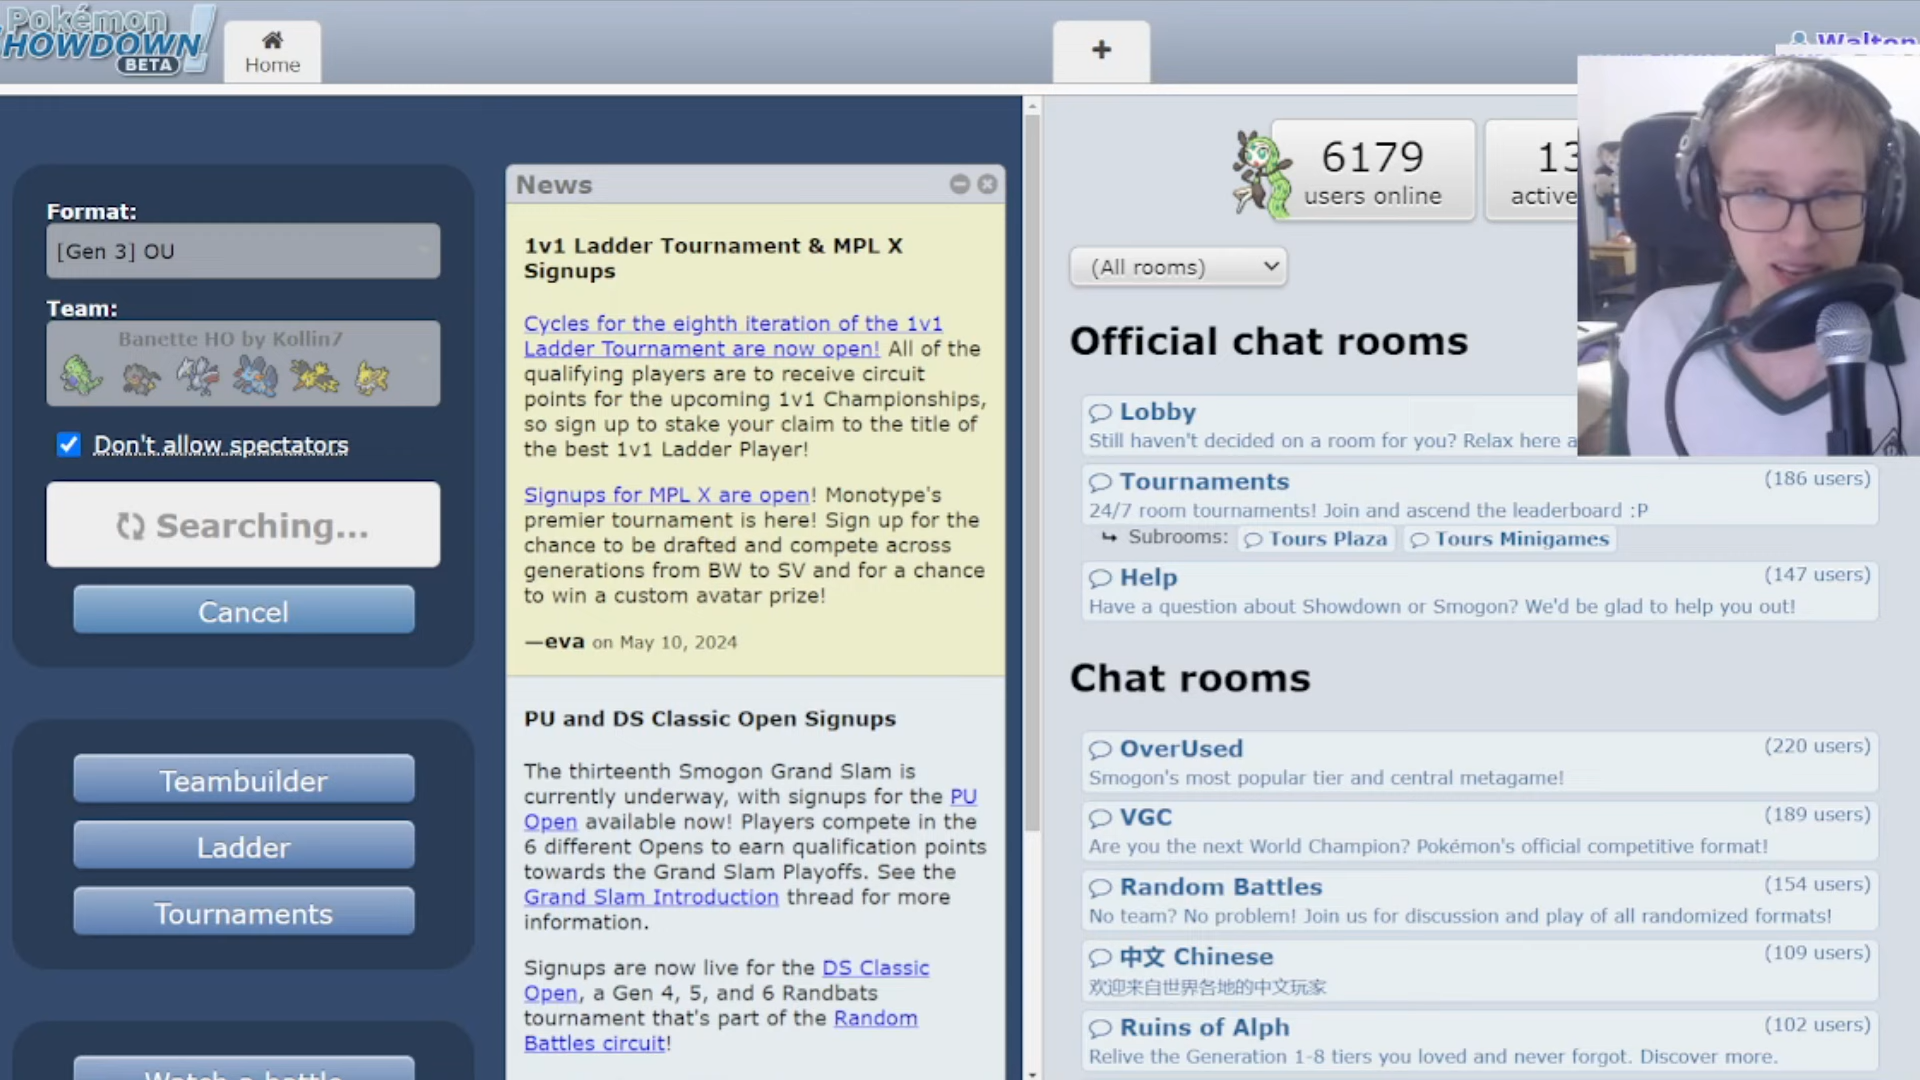 Pokémon
SHOWDOWN!
BETA
Home
+
Walton
Format:
[Gen 3] OU
Team:
Banette HO by Kollin7
Don't allow spectators
Searching...
Cancel
Teambuilder
Ladder
Tournaments
News
1v1 Ladder Tournament & MPL X
Signups
Cycles for the eighth iteration of the 1v1
Ladder Tournament are now open! All of the
qualifying players are to receive circuit
points for the upcoming 1v1 Championships,
so sign up to stake your claim to the title of
the best 1v1 Ladder Player!
Signups for MPL X are open! Monotype's
premier tournament is here! Sign up for the
chance to be drafted and compete across
generations from BW to SV and for a chance
to win a custom avatar prize!
—eva on May 10, 2024
PU and DS Classic Open Signups
The thirteenth Smogon Grand Slam is
currently underway, with signups for the PU
Open available now! Players compete in the
6 different Opens to earn qualification points
towards the Grand Slam Playoffs. See the
Grand Slam Introduction thread for more
information.
Signups are now live for the DS Classic
Open, a Gen 4, 5, and 6 Randbats
tournament that's part of the Random
Battles circuit!
6179
users online
13
active
(All rooms)
Official chat rooms
Lobby
Still haven't decided on a room for you? Relax here a
Tournaments (186 users)
24/7 room tournaments! Join and ascend the leaderboard :P
Subrooms: Tours Plaza Tours Minigames
Help (147 users)
Have a question about Showdown or Smogon? We'd be glad to help you out!
Chat rooms
OverUsed (220 users)
Smogon's most popular tier and central metagame!
VGC (189 users)
Are you the next World Champion? Pokémon's official competitive format!
Random Battles (154 users)
No team? No problem! Join us for discussion and play of all randomized formats!
中文 Chinese (109 users)
欢迎来自世界各地的中文玩家
Ruins of Alph (102 users)
Relive the Generation 1-8 tiers you loved and never forgot. Discover more.